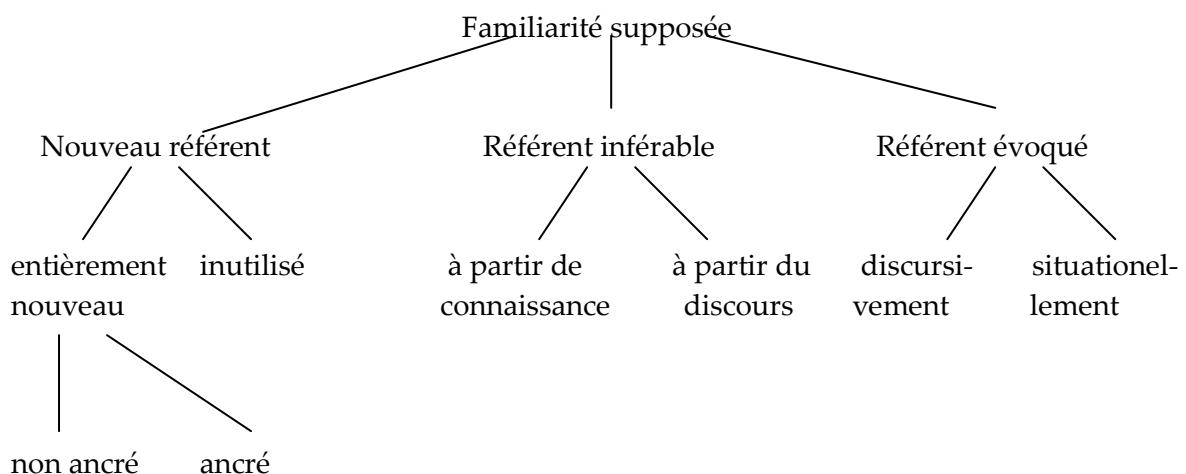 Familiarité supposée
Nouveau référent Référent inférable Référent évoqué
entièrement inutilisé à partir de à partir du discursi- situationel-
nouveau connaissance discours vement lement
non ancré ancré